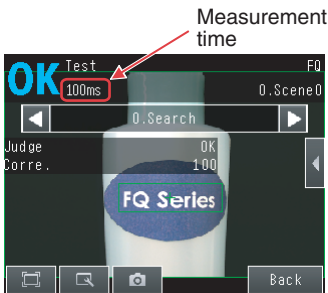 Measurement
time
Test
FQ
OK
100ms
0.Scene0
0.Search
Judge OK
Corre. 100
FQ Series
Back